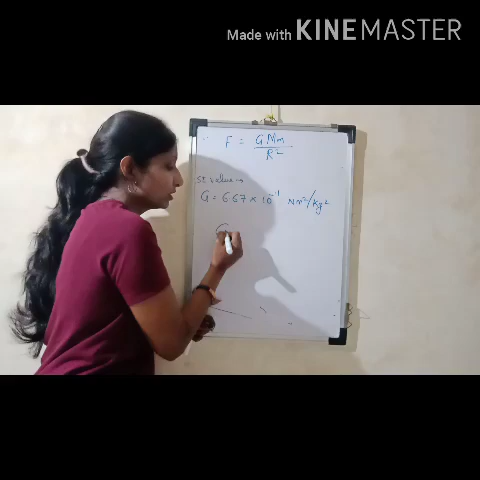 Made with KINEMASTER
F = GMm
R²
SI value →
G = 6.67 × 10⁻¹¹ Nm²/Kg²
G